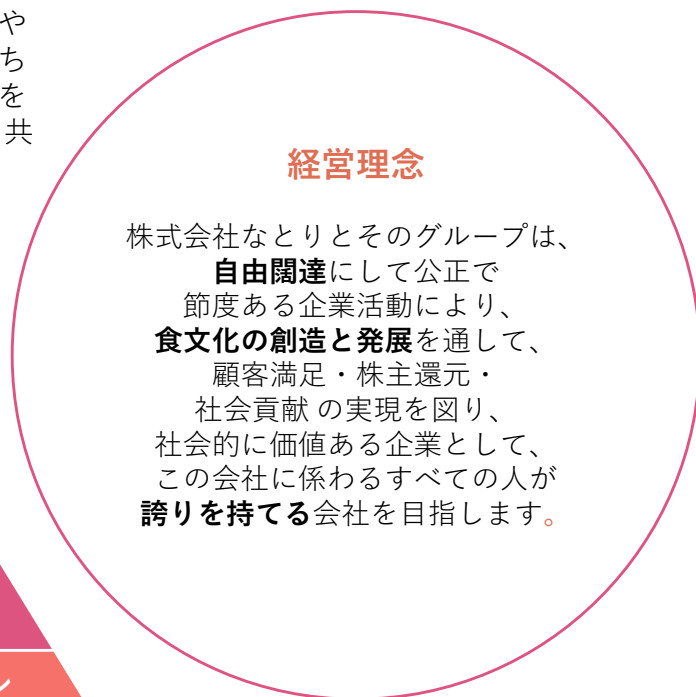 や
ち
を
共
経営理念
株式会社なとりとそのグループは、
自由闊達にして公正で
節度ある企業活動により、
食文化の創造と発展を通して、
顧客満足・株主還元・
社会貢献 の実現を図り、
社会的に価値ある企業として、
この会社に係わるすべての人が
誇りを持てる会社を目指します。